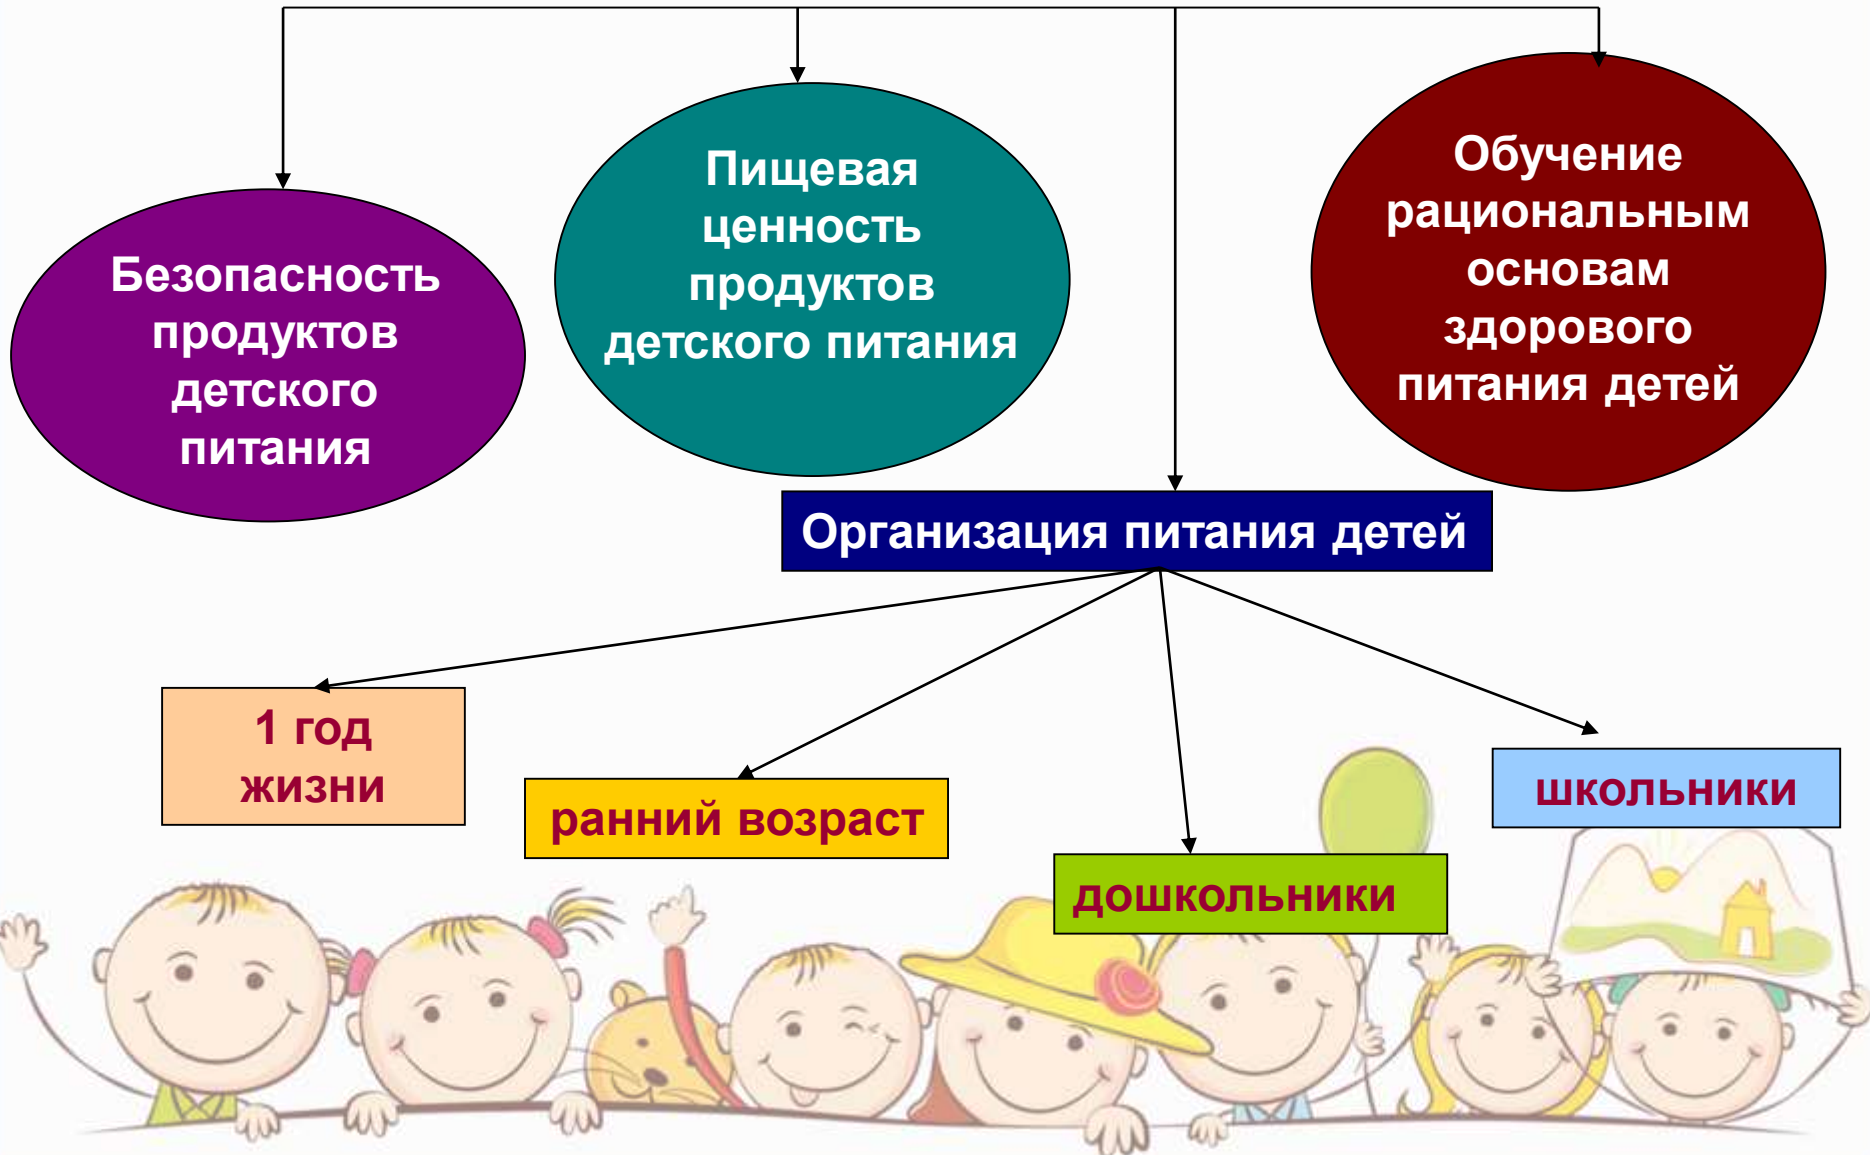 Безопасность
продуктов
детского
питания
Пищевая
ценность
продуктов
детского питания
Обучение
рациональным
основам
здорового
питания детей
Организация питания детей
1 год
жизни
ранний возраст
дошкольники
школьники